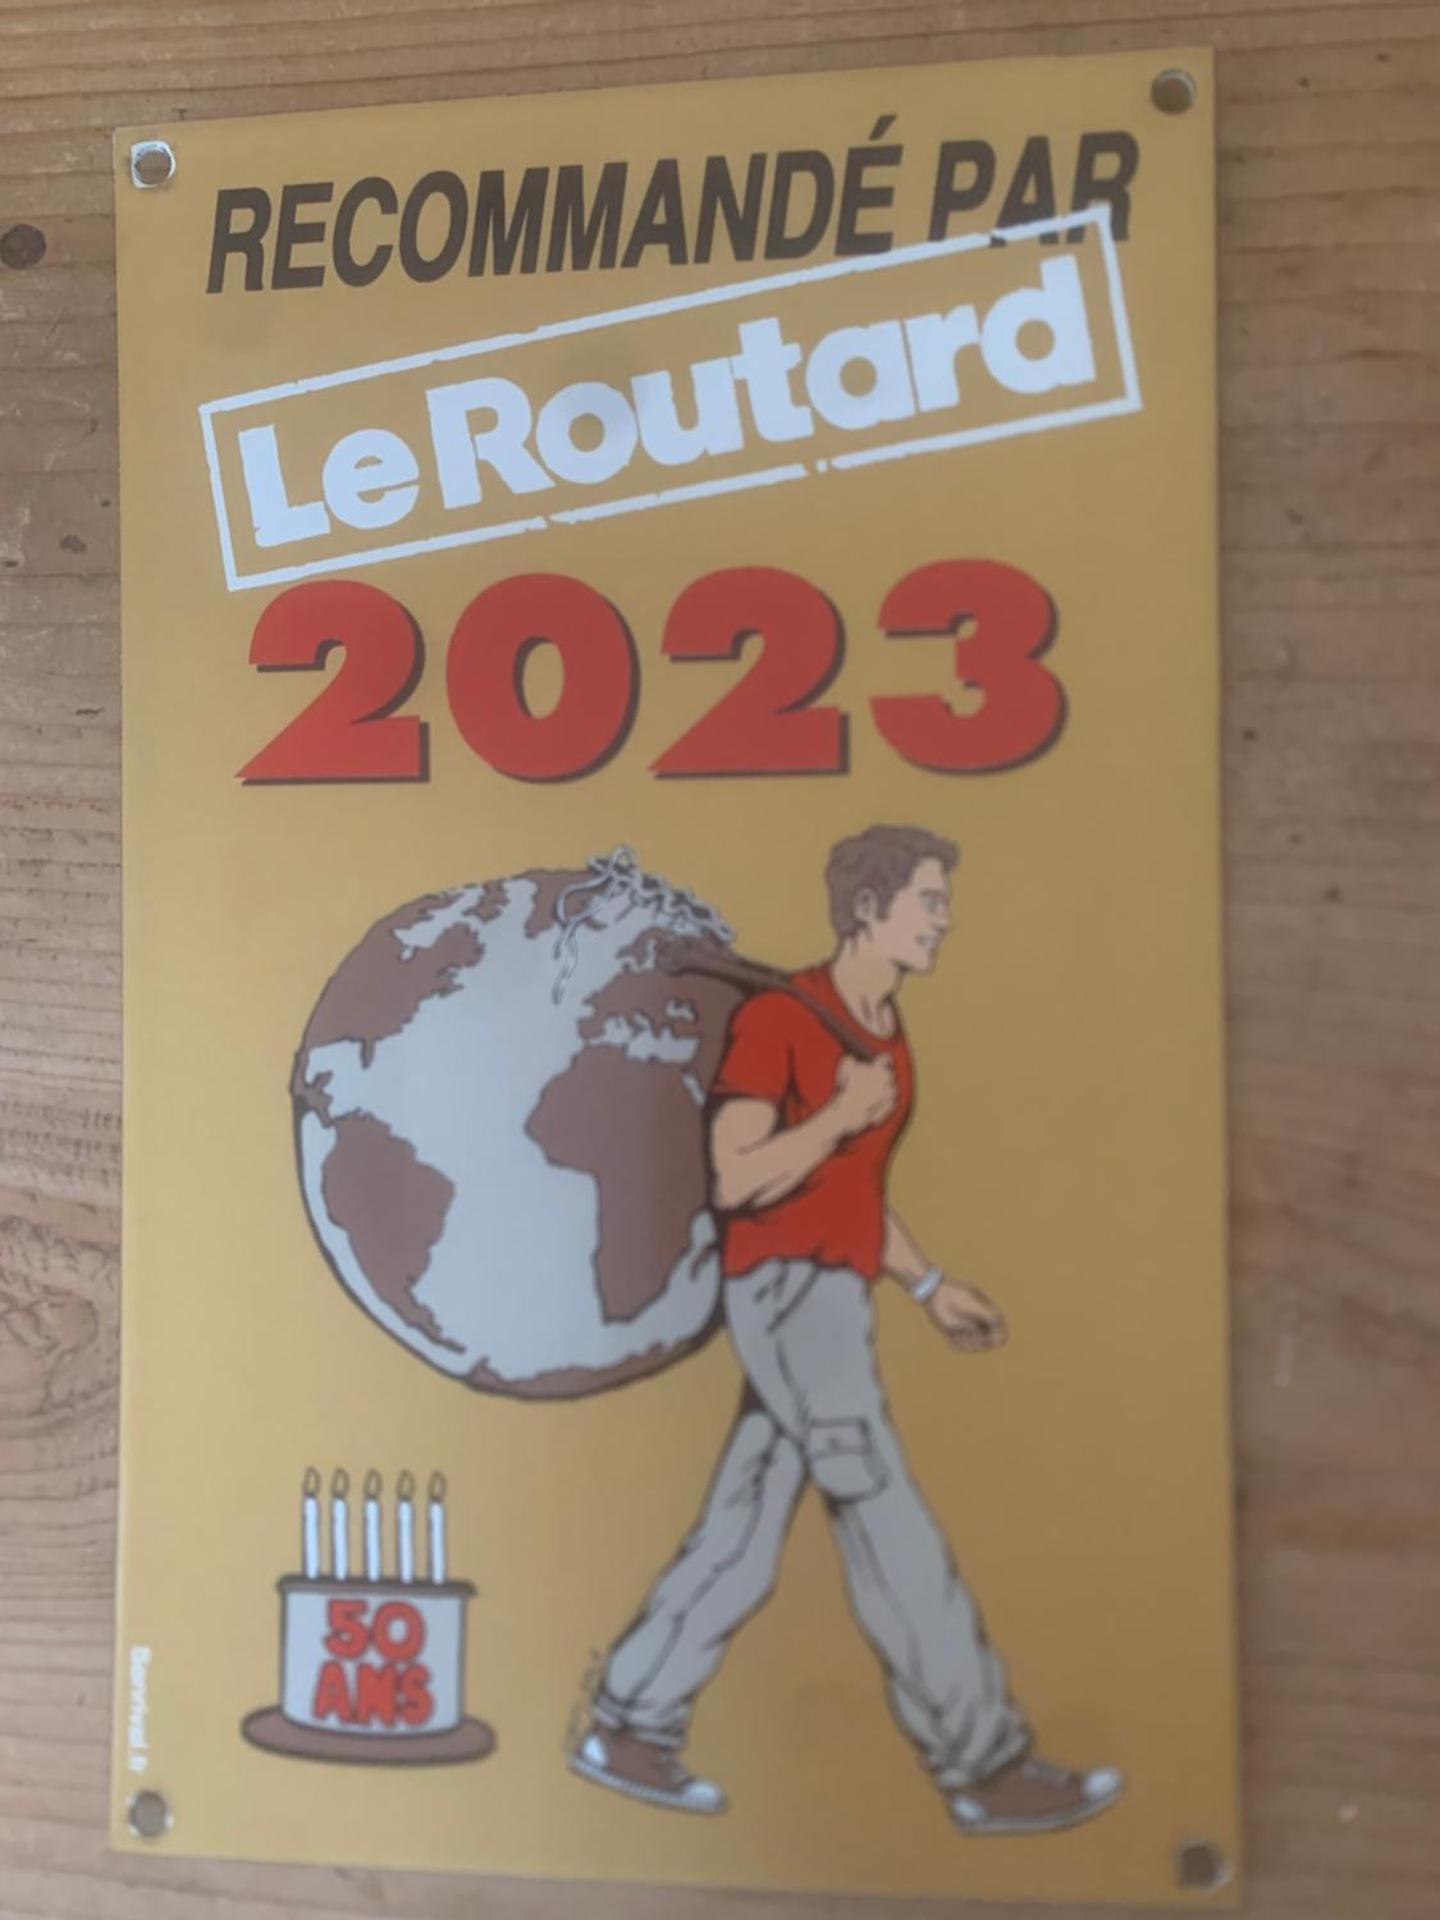 RECOMMANDÉ PAR
Le Routard
2023
50
ANS